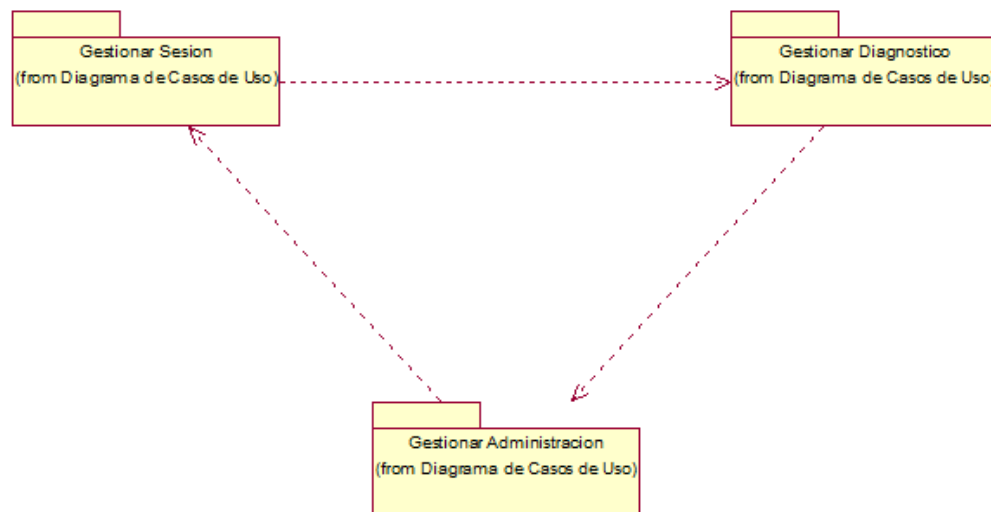 Gestionar Sesion
(from Diagrama de Casos de Uso)
Gestionar Diagnostico
(from Diagrama de Casos de Uso)
Gestionar Administracion
(from Diagrama de Casos de Uso)